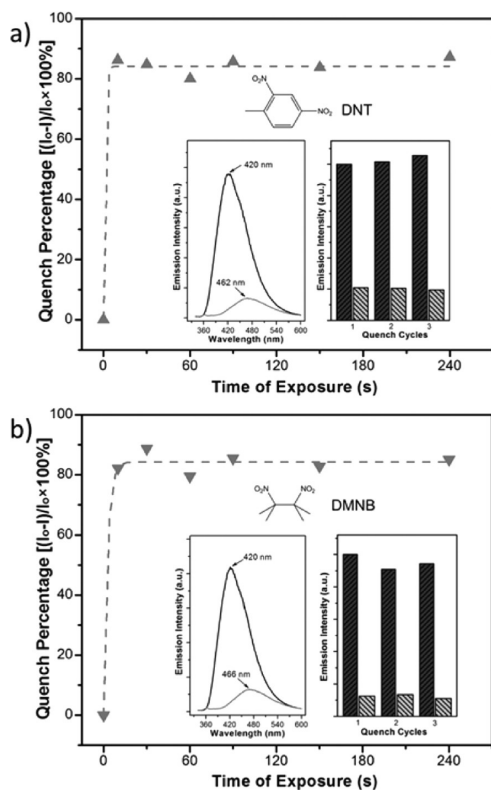 a)
Quench Percentage [(I₀-I)/I₀×100%]
100
80
60
40
20
0
O₂N
NO₂
DNT
Emission Intensity (a.u.)
420 nm
462 nm
360 420 480 540 600
Wavelength (nm)
Emission Intensity (a.u.)
1 2 3
Quench Cycles
0 60 120 180 240
Time of Exposure (s)
b)
Quench Percentage [(I₀-I)/I₀×100%]
100
80
60
40
20
0
O₂N NO₂
DMNB
Emission Intensity (a.u.)
420 nm
466 nm
360 420 480 540 600
Wavelength (nm)
Emission Intensity (a.u.)
1 2 3
Quench Cycles
0 60 120 180 240
Time of Exposure (s)